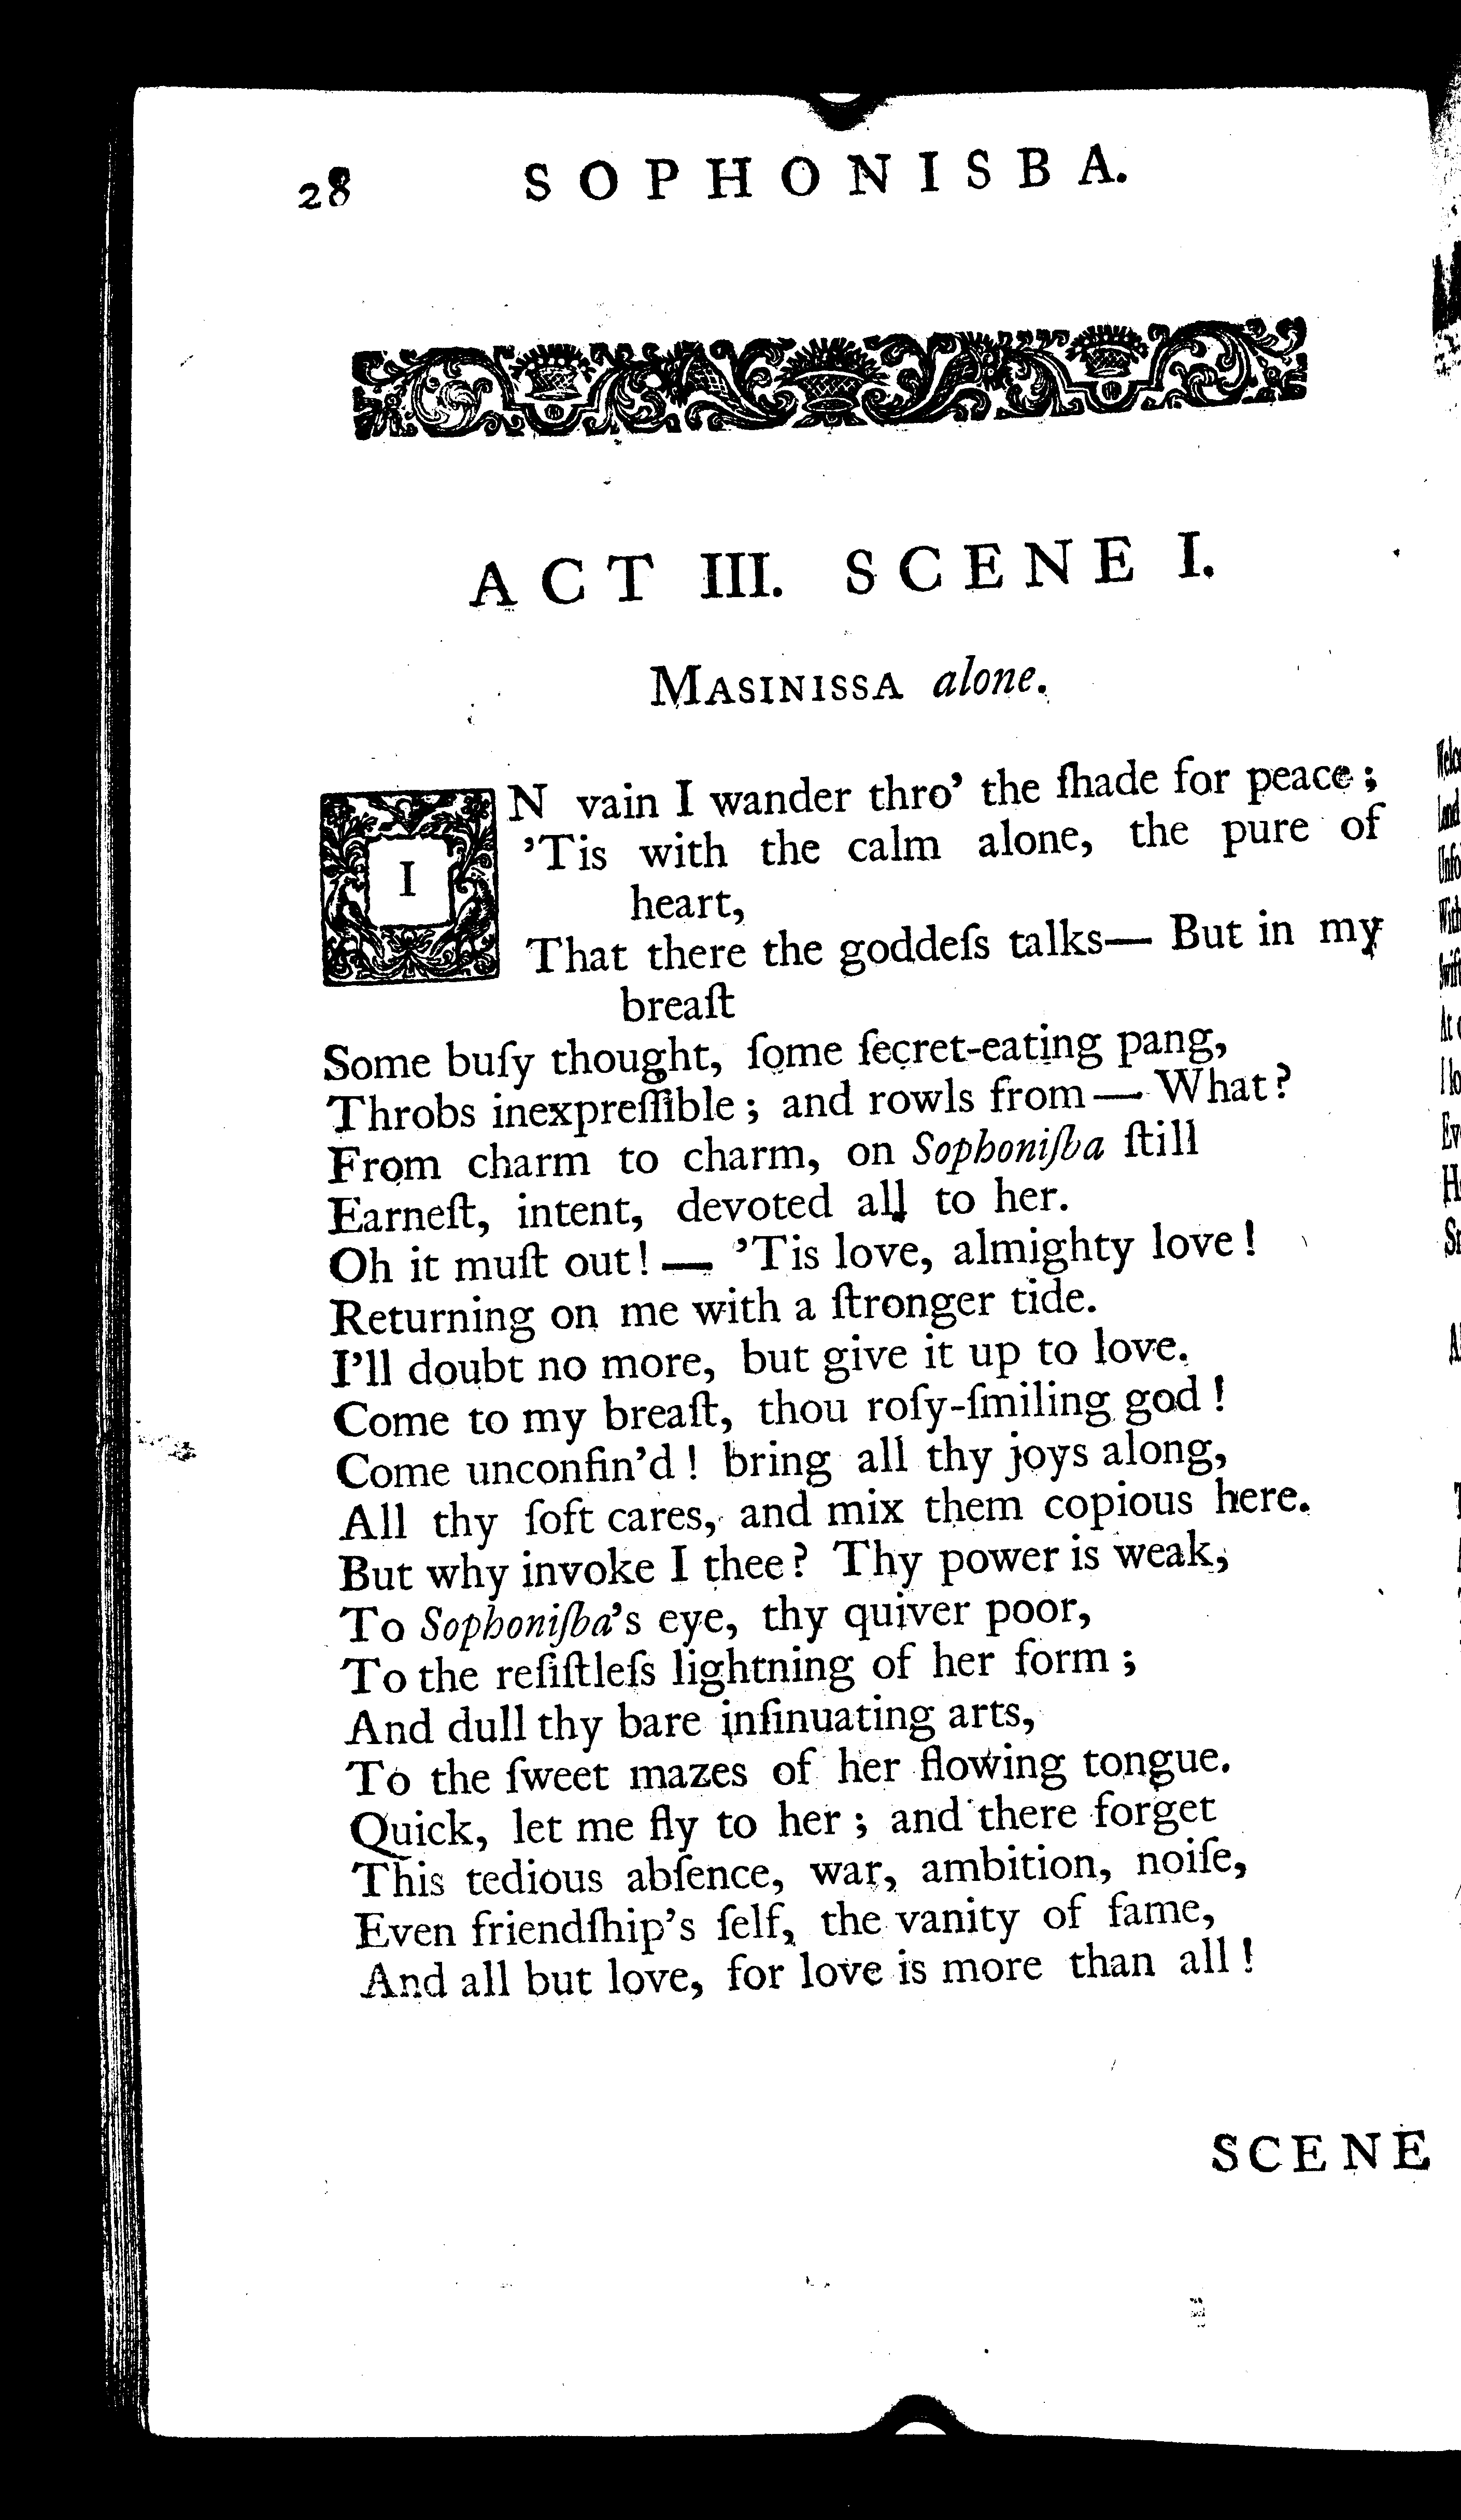 28 SOPHONISBA.
ACT III. SCENE I.
MASINISSA alone.
IN vain I wander thro’ the ſhade for peace;
’Tis with the calm alone, the pure of
heart,
That there the goddeſs talks— But in my
breaſt
Some buſy thought, ſome ſecret-eating pang,
Throbs inexpreſſible; and rowls from— What?
From charm to charm, on Sophoniſba ſtill
Earneſt, intent, devoted all to her.
Oh it muſt out! — ’Tis love, almighty love!
Returning on me with a ſtronger tide.
I’ll doubt no more, but give it up to love.
Come to my breaſt, thou roſy-ſmiling god!
Come unconfin’d! bring all thy joys along,
All thy ſoft cares, and mix them copious here.
But why invoke I thee? Thy power is weak,
To Sophoniſba’s eye, thy quiver poor,
To the reſiſtleſs lightning of her form;
And dull thy bare inſinuating arts,
To the ſweet mazes of her flowing tongue.
Quick, let me fly to her; and there forget
This tedious abſence, war, ambition, noiſe,
Even friendſhip’s ſelf, the vanity of fame,
And all but love, for love is more than all!
SCENE